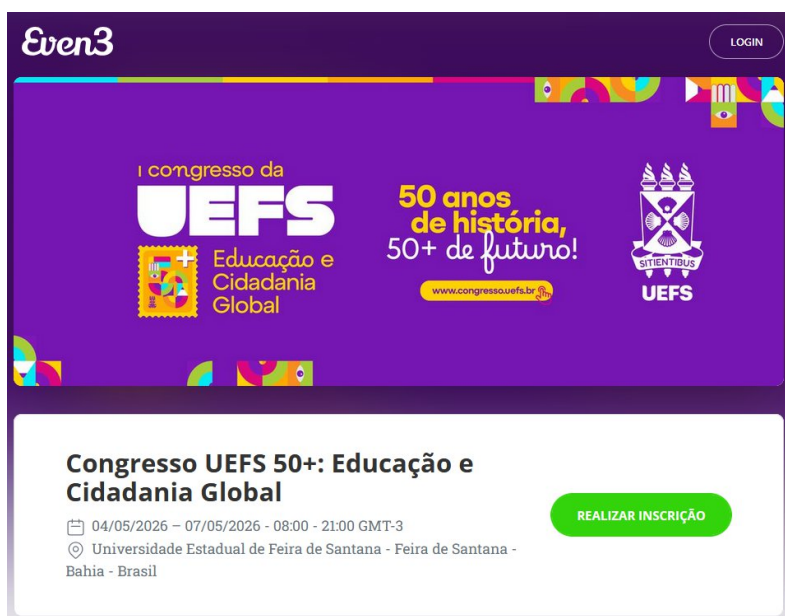 Even3
LOGIN
I congresso da
UEFS
50+
Educação e
Cidadania
Global
50 anos
de história,
50+ de futuro!
www.congresso.uefs.br
SITIENTIBUS
UEFS
Congresso UEFS 50+: Educação e
Cidadania Global
04/05/2026 – 07/05/2026 - 08:00 - 21:00 GMT-3
Universidade Estadual de Feira de Santana - Feira de Santana -
Bahia - Brasil
REALIZAR INSCRIÇÃO